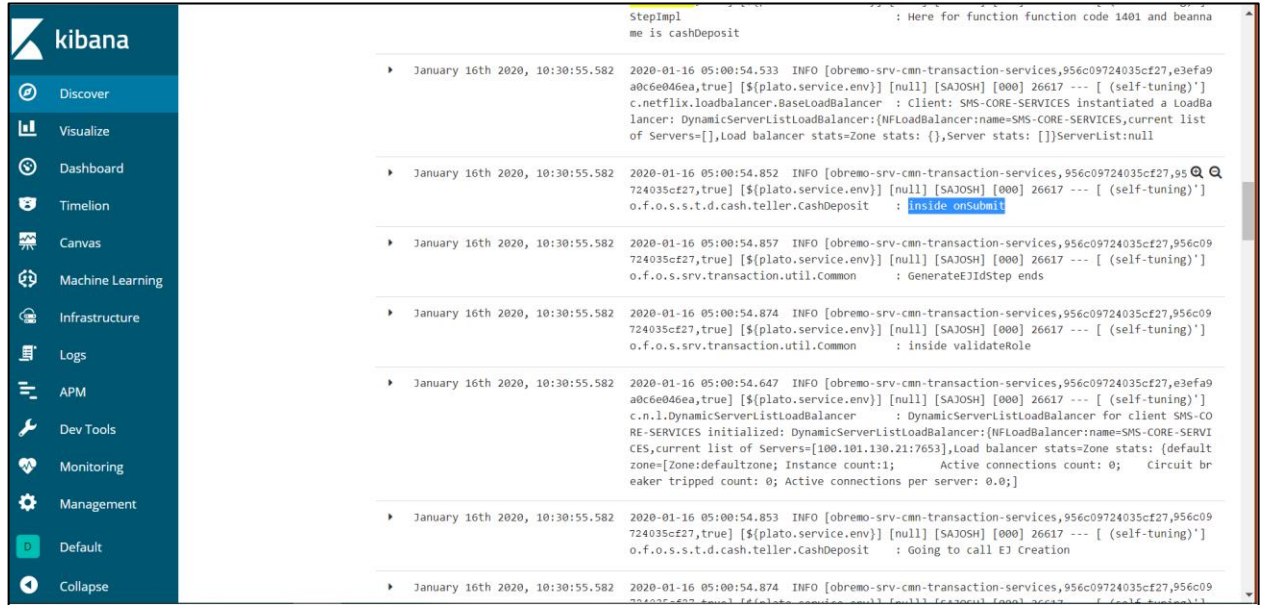 kibana
Discover
Visualize
Dashboard
Timelion
Canvas
Machine Learning
Infrastructure
Logs
APM
Dev Tools
Monitoring
Management
D Default
Collapse
StepImpl : Here for function function code 1401 and beanna
me is cashDeposit
January 16th 2020, 10:30:55.582 2020-01-16 05:00:54.533 INFO [obremo-srv-cmn-transaction-services,956c09724035cf27,e3efa9
a0c6e046ea,true] [${plato.service.env}] [null] [SAJOSH] [000] 26617 --- [ (self-tuning)']
c.netflix.loadbalancer.BaseLoadBalancer : Client: SMS-CORE-SERVICES instantiated a LoadBa
lancer: DynamicServerListLoadBalancer:{NFLoadBalancer:name=SMS-CORE-SERVICES,current list
of Servers=[],Load balancer stats=Zone stats: {},Server stats: []}ServerList:null
January 16th 2020, 10:30:55.582 2020-01-16 05:00:54.852 INFO [obremo-srv-cmn-transaction-services,956c09724035cf27,95
724035cf27,true] [${plato.service.env}] [null] [SAJOSH] [000] 26617 --- [ (self-tuning)']
o.f.o.s.s.t.d.cash.teller.CashDeposit : inside onSubmit
January 16th 2020, 10:30:55.582 2020-01-16 05:00:54.857 INFO [obremo-srv-cmn-transaction-services,956c09724035cf27,956c09
724035cf27,true] [${plato.service.env}] [null] [SAJOSH] [000] 26617 --- [ (self-tuning)']
o.f.o.s.srv.transaction.util.Common : GenerateEJIdStep ends
January 16th 2020, 10:30:55.582 2020-01-16 05:00:54.874 INFO [obremo-srv-cmn-transaction-services,956c09724035cf27,956c09
724035cf27,true] [${plato.service.env}] [null] [SAJOSH] [000] 26617 --- [ (self-tuning)']
o.f.o.s.srv.transaction.util.Common : inside validateRole
January 16th 2020, 10:30:55.582 2020-01-16 05:00:54.647 INFO [obremo-srv-cmn-transaction-services,956c09724035cf27,e3efa9
a0c6e046ea,true] [${plato.service.env}] [null] [SAJOSH] [000] 26617 --- [ (self-tuning)']
c.n.l.DynamicServerListLoadBalancer : DynamicServerListLoadBalancer for client SMS-CO
RE-SERVICES initialized: DynamicServerListLoadBalancer:{NFLoadBalancer:name=SMS-CORE-SERVI
CES,current list of Servers=[100.101.130.21:7653],Load balancer stats=Zone stats: {default
zone=[Zone:defaultzone; Instance count:1; Active connections count: 0; Circuit br
eaker tripped count: 0; Active connections per server: 0.0;]
January 16th 2020, 10:30:55.582 2020-01-16 05:00:54.853 INFO [obremo-srv-cmn-transaction-services,956c09724035cf27,956c09
724035cf27,true] [${plato.service.env}] [null] [SAJOSH] [000] 26617 --- [ (self-tuning)']
o.f.o.s.s.t.d.cash.teller.CashDeposit : Going to call EJ Creation
January 16th 2020, 10:30:55.582 2020-01-16 05:00:54.874 INFO [obremo-srv-cmn-transaction-services,956c09724035cf27,956c09